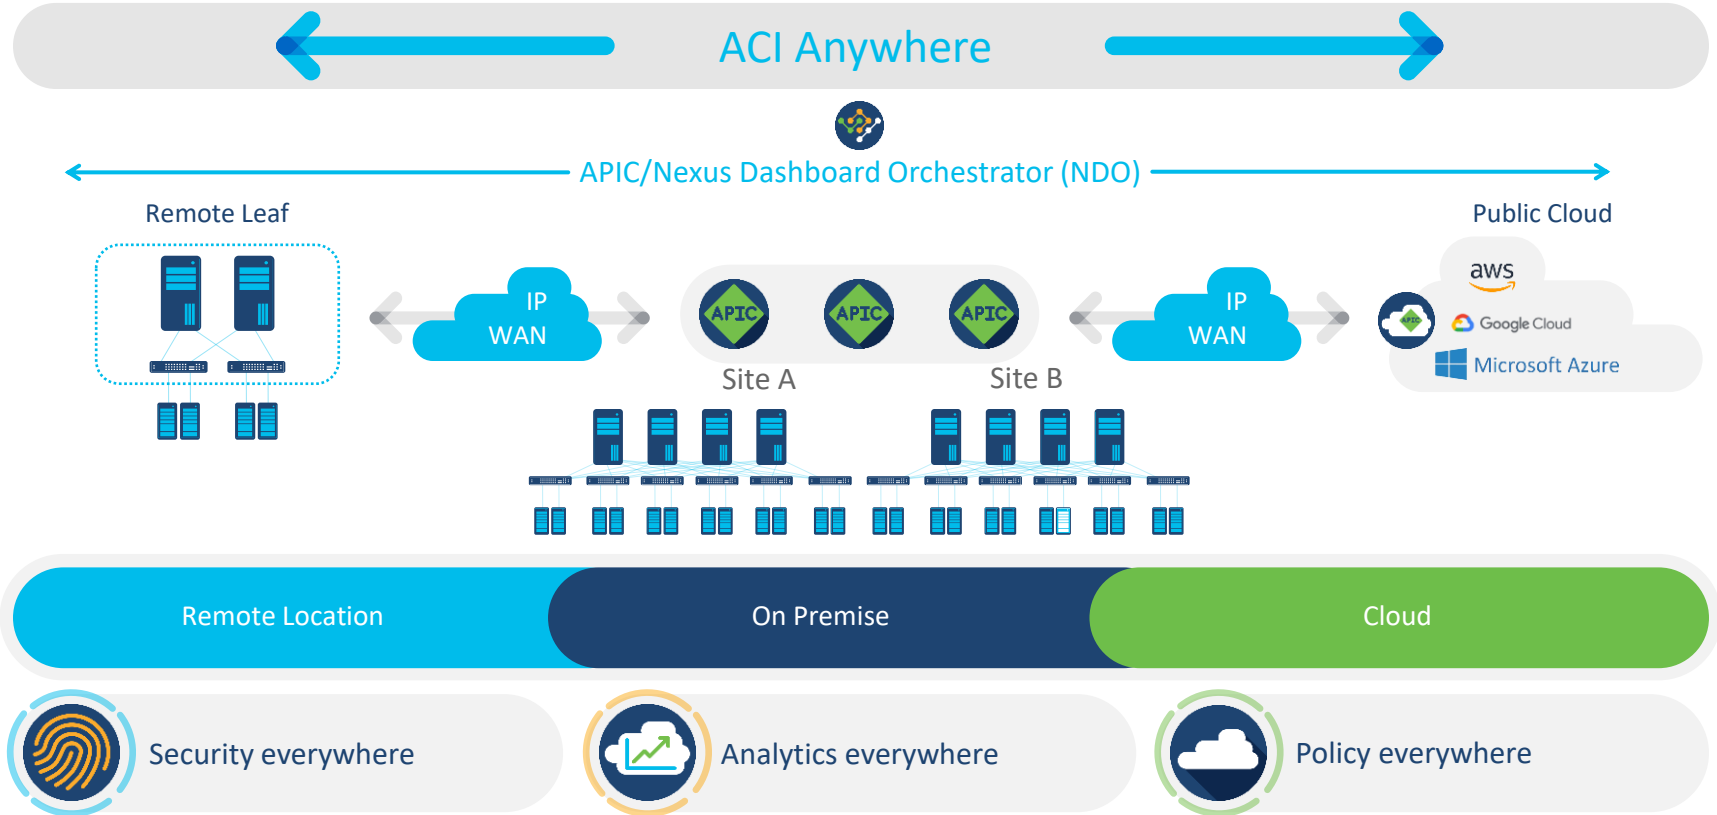 ACI Anywhere
APIC/Nexus Dashboard Orchestrator (NDO)
Remote Leaf
Public Cloud
IP
WAN
APIC
APIC
APIC
IP
WAN
aws
APIC
Google Cloud
Microsoft Azure
Site A
Site B
Remote Location
On Premise
Cloud
Security everywhere
Analytics everywhere
Policy everywhere